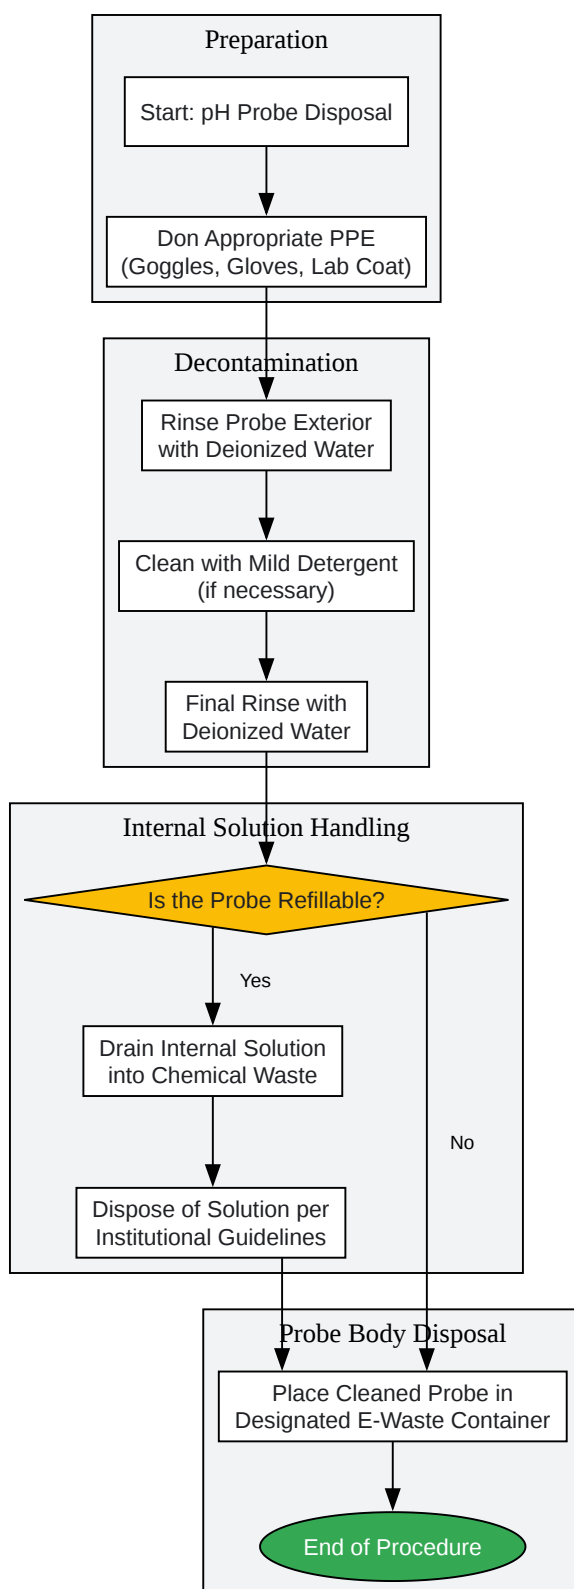 Preparation
Start: pH Probe Disposal
Don Appropriate PPE
(Goggles, Gloves, Lab Coat)
Decontamination
Rinse Probe Exterior
with Deionized Water
Clean with Mild Detergent
(if necessary)
Final Rinse with
Deionized Water
Internal Solution Handling
Is the Probe Refillable?
Yes
Drain Internal Solution
into Chemical Waste
No
Dispose of Solution per
Institutional Guidelines
Probe Body Disposal
Place Cleaned Probe in
Designated E-Waste Container
End of Procedure